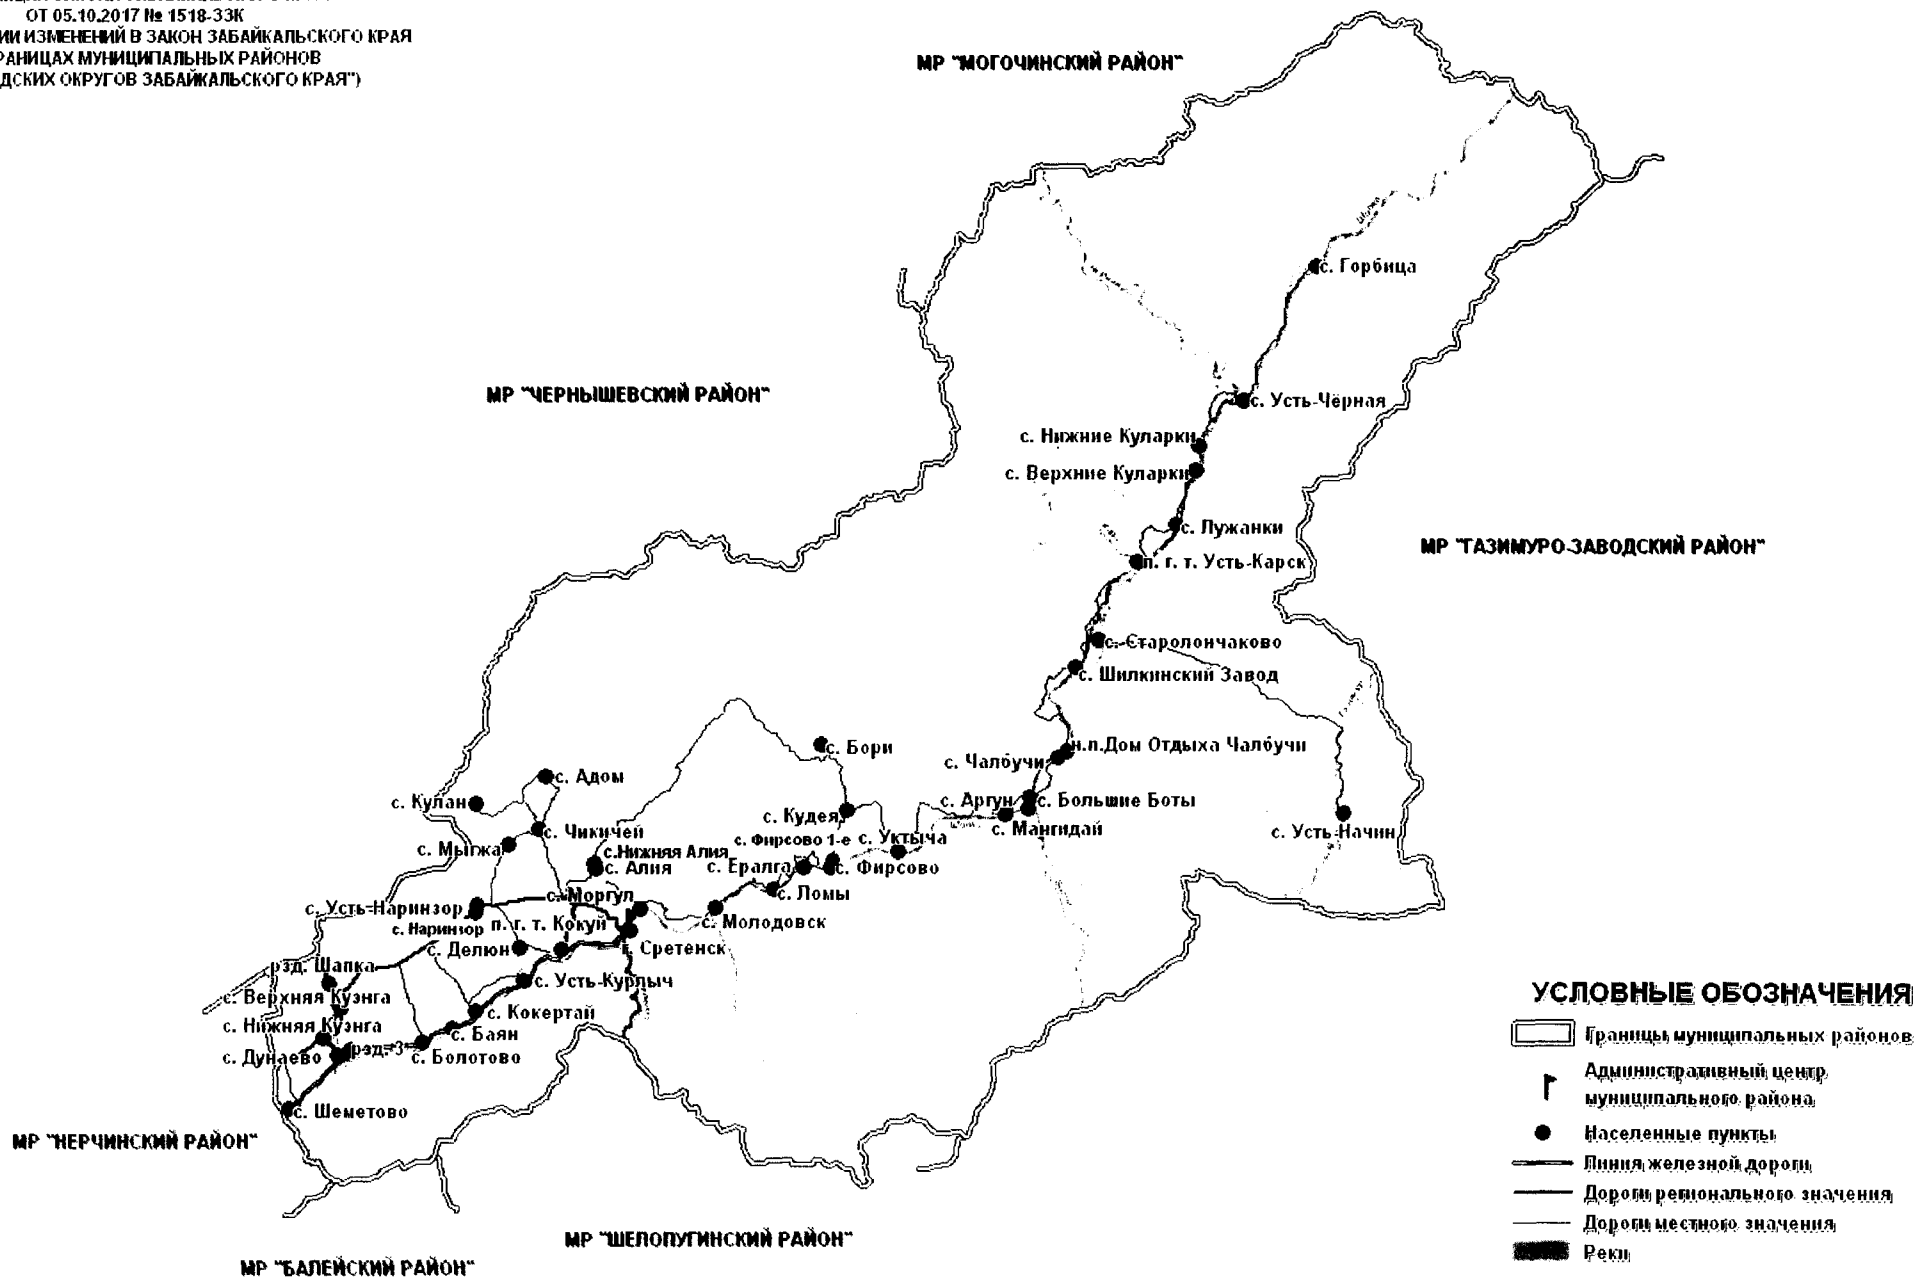 ОТ 05.10.2017 № 1518-ЗЗК
ИИ ИЗМЕНЕНИЙ В ЗАКОН ЗАБАЙКАЛЬСКОГО КРАЯ
РАНИЦАХ МУНИЦИПАЛЬНЫХ РАЙОНОВ
ДСКИХ ОКРУГОВ ЗАБАЙКАЛЬСКОГО КРАЯ")
МР "МОГОЧИНСКИЙ РАЙОН"
с. Горбица
МР "ЧЕРНЫШЕВСКИЙ РАЙОН"
с. Усть-Чёрная
с. Нижние Куларки
с. Верхние Куларки
с. Лужанки
МР "ГАЗИМУРО-ЗАВОДСКИЙ РАЙОН"
п. г. т. Усть-Карск
с. Старолончаково
с. Шилкинский Завод
с. Бори
н.п.Дом Отдыха Чалбучи
с. Чалбучи
с. Адом
с. Кулан
с. Аргун
с. Большие Боты
с. Кудея
с. Чикичей
с. Мангидай
с. Усть-Начин
с. Фирсово 1-е
с. Уктыча
с. Мыгжа
с.Нижняя Алия
с. Алия
с. Ералга
с. Фирсово
с. Ломы
с. Моргул
с. Усть-Наринзор
с. Наринзор
п. г. т. Кокуй
с. Молодовск
с. Делюн
г. Сретенск
рзд. Шапка
с. Усть-Курлыч
с. Верхняя Куэнга
с. Кокертай
с. Нижняя Куэнга
с. Баян
с. Дунаево
рзд. 3
с. Болотово
с. Шеметово
МР "НЕРЧИНСКИЙ РАЙОН"
МР "ШЕЛОПУГИНСКИЙ РАЙОН"
МР "БАЛЕЙСКИЙ РАЙОН"
УСЛОВНЫЕ ОБОЗНАЧЕНИЯ
Границы муниципальных районов
Административный центр
муниципального района
Населенные пункты
Линия железной дороги
Дороги регионального значения
Дороги местного значения
Реки